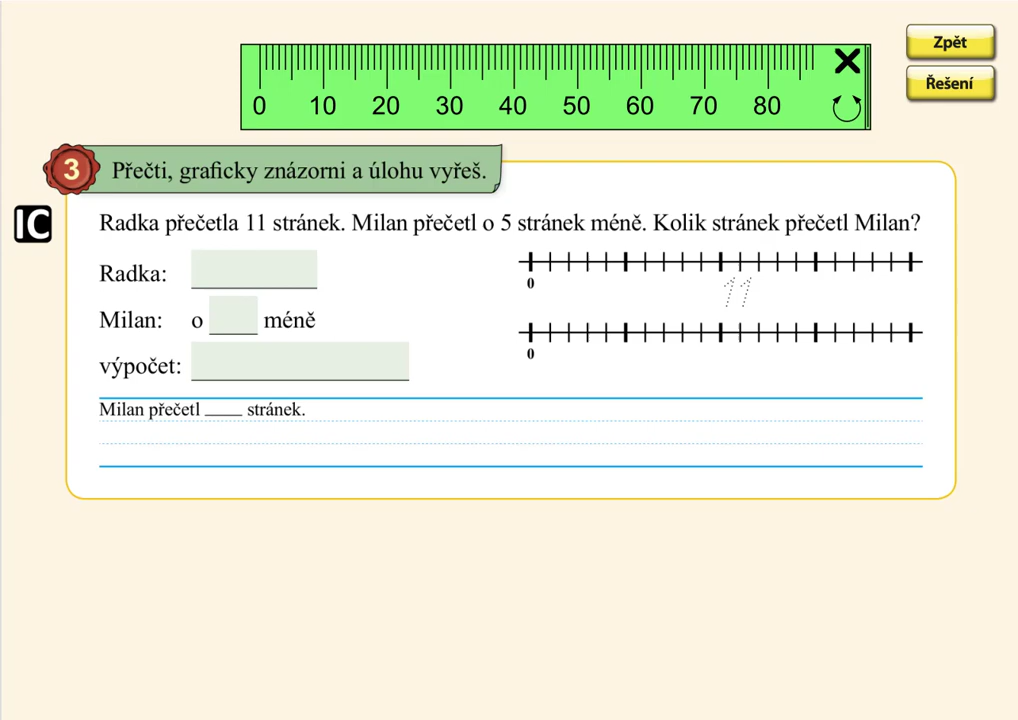 Zpět
Řešení
0 10 20 30 40 50 60 70 80
3 Přečti, graficky znázorni a úlohu vyřeš.
IC
Radka přečetla 11 stránek. Milan přečetl o 5 stránek méně. Kolik stránek přečetl Milan?
Radka:
0
11
Milan: o méně
0
výpočet:
Milan přečetl ____ stránek.